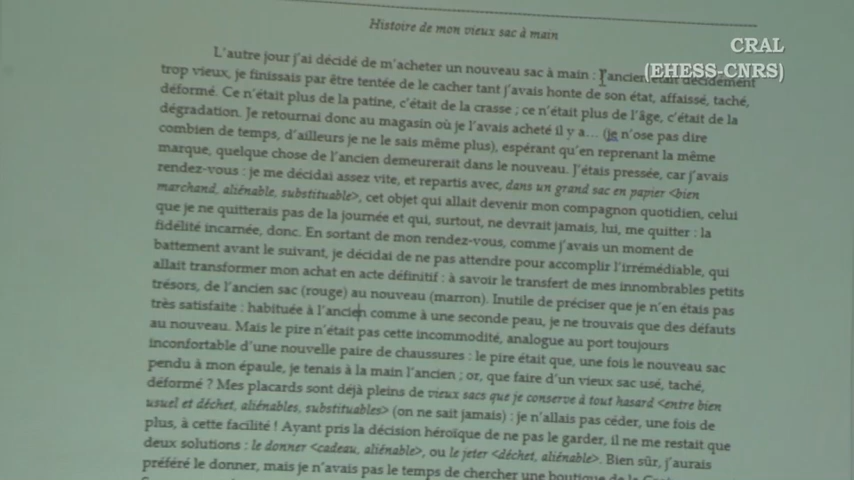 Histoire de mon vieux sac à main
CRAL
(EHESS-CNRS)
L'autre jour j'ai décidé de m'acheter un nouveau sac à main : l'ancien était décidément
trop vieux, je finissais par être tentée de le cacher tant j'avais honte de son état, affaissé, taché,
déformé. Ce n'était plus de la patine, c'était de la crasse ; ce n'était plus de l'âge, c'était de la
dégradation. Je retournai donc au magasin où je l'avais acheté il y a... (je n'ose pas dire
combien de temps, d'ailleurs je ne le sais même plus), espérant qu'en reprenant la même
marque, quelque chose de l'ancien demeurerait dans le nouveau. J'étais pressée, car j'avais
rendez-vous : je me décidai assez vite, et repartis avec, dans un grand sac en papier <bien
marchand, aliénable, substituable>, cet objet qui allait devenir mon compagnon quotidien, celui
que je ne quitterais pas de la journée et qui, surtout, ne devrait jamais, lui, me quitter : la
fidélité incarnée, donc. En sortant de mon rendez-vous, comme j'avais un moment de
battement avant le suivant, je décidai de ne pas attendre pour accomplir l'irrémédiable, qui
allait transformer mon achat en acte définitif : à savoir le transfert de mes innombrables petits
trésors, de l'ancien sac (rouge) au nouveau (marron). Inutile de préciser que je n'en étais pas
très satisfaite : habituée à l'ancien comme à une seconde peau, je ne trouvais que des défauts
au nouveau. Mais le pire n'était pas cette incommodité, analogue au port toujours
inconfortable d'une nouvelle paire de chaussures : le pire était que, une fois le nouveau sac
pendu à mon épaule, je tenais à la main l'ancien ; or, que faire d'un vieux sac usé, taché,
déformé ? Mes placards sont déjà pleins de vieux sacs que je conserve à tout hasard <entre bien
usuel et déchet, aliénables, substituables> (on ne sait jamais) : je n'allais pas céder, une fois de
plus, à cette facilité ! Ayant pris la décision héroïque de ne pas le garder, il ne me restait que
deux solutions : le donner <cadeau, aliénable>, ou le jeter <déchet, aliénable>. Bien sûr, j'aurais
préféré le donner, mais je n'avais pas le temps de chercher une boutique de la